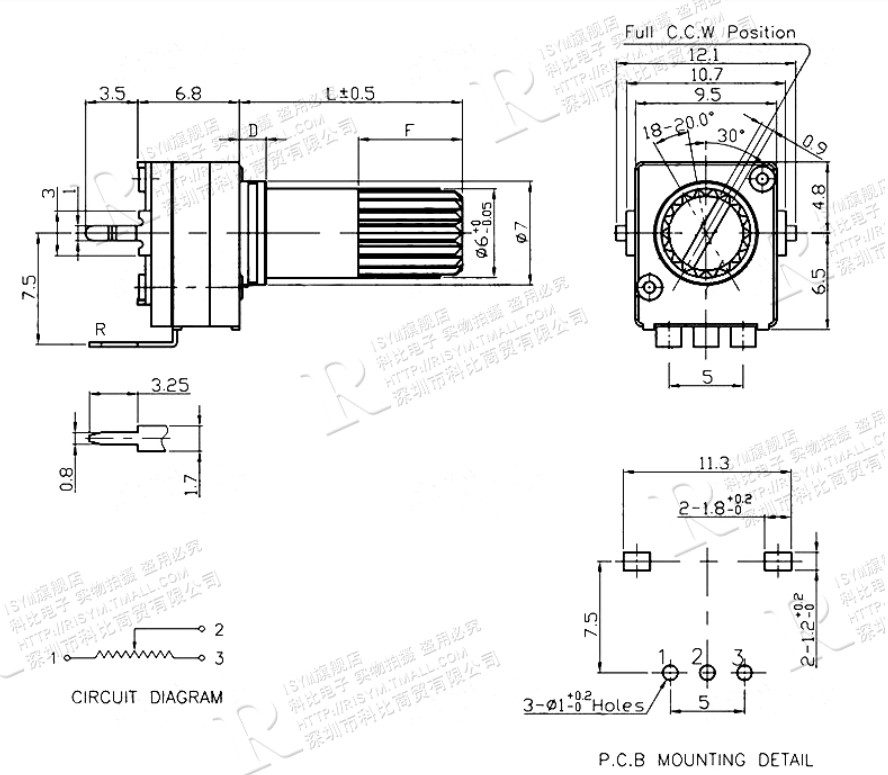 Full C.C.W Position
12.1
10.7
9.5
3.5
6.8
L±0.5
D
F
18-20.0°
30°
0.9
3
1
7.5
R
ø6 +0 -0.05
ø7
4.8
6.5
5
3.25
0.8
1.7
11.3
2-1.8 +0.2 -0
2-1.2 +0.2 -0
7.5
1 2 3
3-ø1 +0.2 -0 Holes
5
P.C.B MOUNTING DETAIL
2
1
3
CIRCUIT DIAGRAM
R
ISYM旗舰店
科比电子 实物拍摄 盗用必究
HTTP://RISYM.TMALL.COM
深圳市科比商贸有限公司